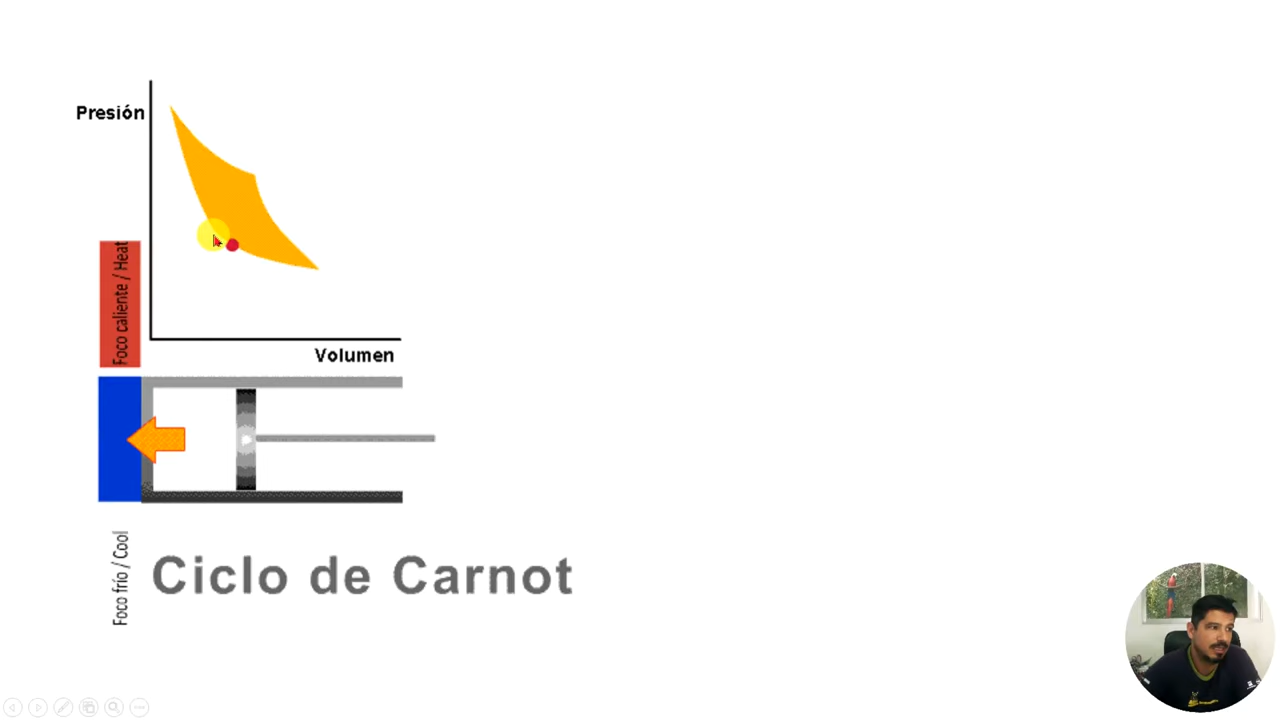 Presión
Foco caliente / Heat
Volumen
Foco frío / Cool
Ciclo de Carnot